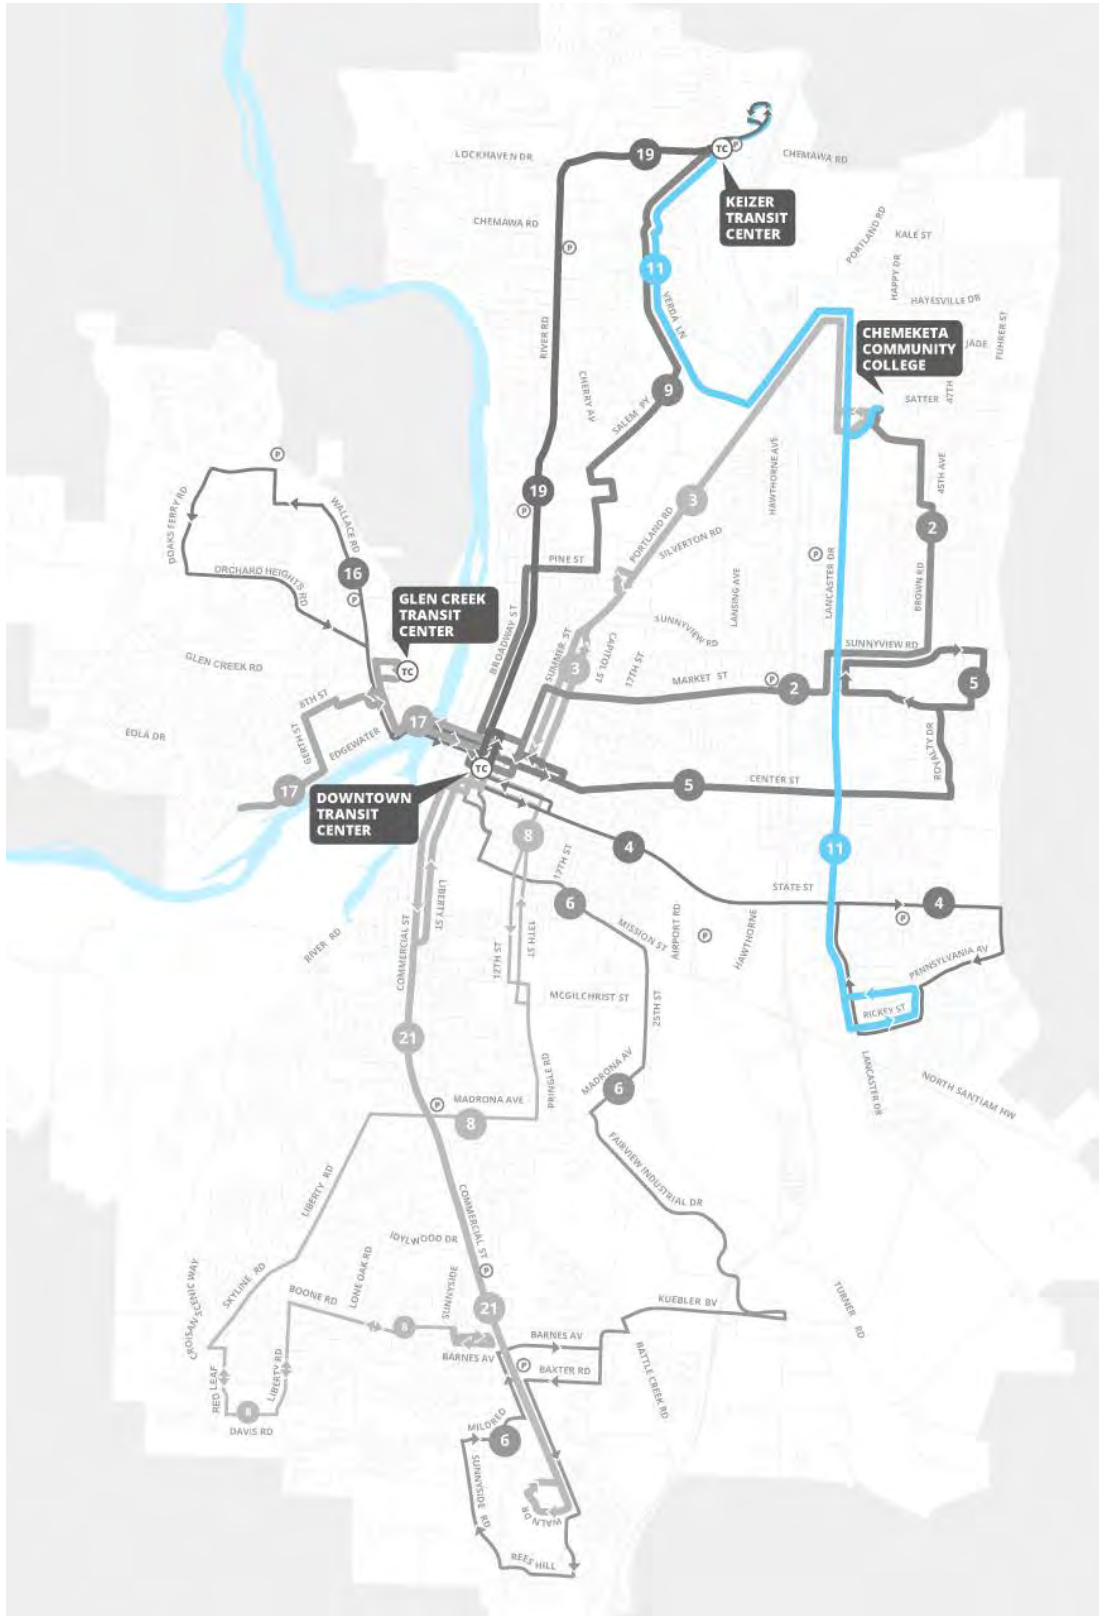 TC
P
19
LOCKHAVEN DR
CHEMAWA RD
KEIZER
TRANSIT
CENTER
CHEMAWA RD
P
PORTLAND RD
KALE ST
HAPPY DR
11
HAYESVILLE DR
VERDA LN
RIVER RD
CHEMEKETA
COMMUNITY
COLLEGE
JADE
FUHRER ST
CHERRY AV
9
SALEM PY
SATTER
47TH
HAWTHORNE AVE
45TH AVE
P
DOAKS FERRY RD
WALLACE RD
19
P
3
PORTLAND RD
SILVERTON RD
2
P
LANCASTER DR
PINE ST
ORCHARD HEIGHTS RD
16
P
GLEN CREEK
TRANSIT
CENTER
LANSING AVE
BROWN RD
BROADWAY ST
SUMMER ST
CAPITOL ST
17TH ST
SUNNYVIEW RD
SUNNYVIEW RD
GLEN CREEK RD
TC
3
MARKET ST
P
2
5
8TH ST
GERTH ST
EDGEWATER
17
EOLA DR
ROYALTY DR
17
TC
DOWNTOWN
TRANSIT
CENTER
5
CENTER ST
8
4
11
17TH ST
LIBERTY ST
STATE ST
4
P
6
RIVER RD
COMMERCIAL ST
12TH ST
13TH ST
MISSION ST
AIRPORT RD
P
HAWTHORNE
PENNSYLVANIA AV
MCGILCHRIST ST
25TH ST
RICKEY ST
21
PRINGLE RD
MADRONA AV
6
LANCASTER DR
NORTH SANTIAM HW
P
MADRONA AVE
8
FAIRVIEW INDUSTRIAL DR
LIBERTY RD
COMMERCIAL ST
IDYLWOOD DR
P
CROISAN SCENIC WAY
SKYLINE RD
LONE OAK RD
BOONE RD
SUNNYSIDE
21
KUEBLER BV
TURNER RD
8
BARNES AV
BARNES AV
P
BAXTER RD
BATTLE CREEK RD
RED LEAF
LIBERTY RD
8
DAVIS RD
MILDRED
6
SUNNYSIDE RD
WALN DR
REES HILL